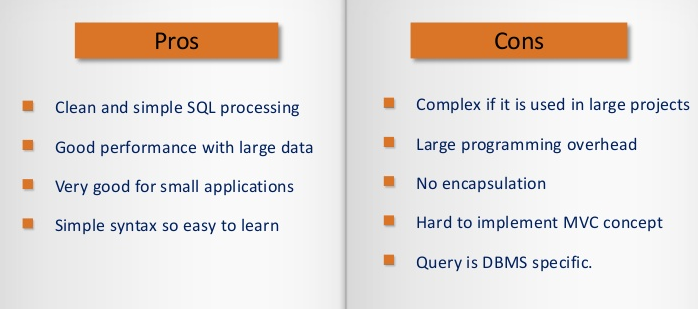 Pros
Clean and simple SQL processing
Good performance with large data
Very good for small applications
Simple syntax so easy to learn
Cons
Complex if it is used in large projects
Large programming overhead
No encapsulation
Hard to implement MVC concept
Query is DBMS specific.